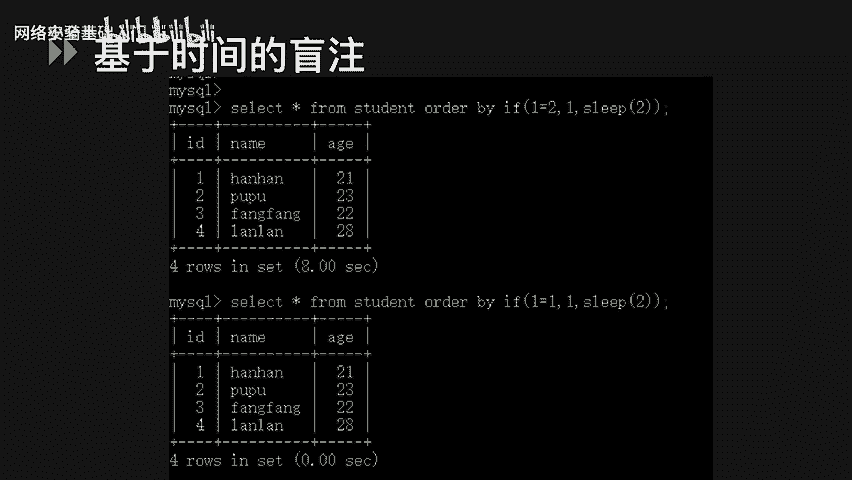 网络安全基础入门
基于时间的盲注
mysql>
mysql> select * from student order by if(1=2,1,sleep(2));
+----+----------+-----+
| id | name | age |
+----+----------+-----+
| 1 | hanhan | 21 |
| 2 | pupu | 23 |
| 3 | fangfang | 22 |
| 4 | lanlan | 28 |
+----+----------+-----+
4 rows in set (8.00 sec)
mysql> select * from student order by if(1=1,1,sleep(2));
+----+----------+-----+
| id | name | age |
+----+----------+-----+
| 1 | hanhan | 21 |
| 2 | pupu | 23 |
| 3 | fangfang | 22 |
| 4 | lanlan | 28 |
+----+----------+-----+
4 rows in set (0.00 sec)